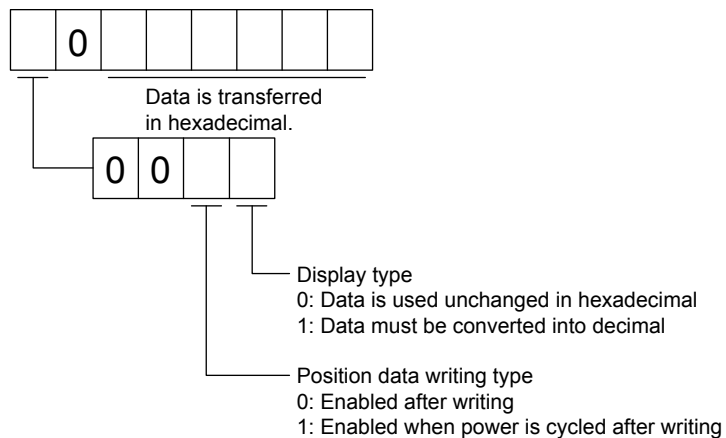 0
Data is transferred
in hexadecimal.
0 0
Display type
0: Data is used unchanged in hexadecimal
1: Data must be converted into decimal
Position data writing type
0: Enabled after writing
1: Enabled when power is cycled after writing